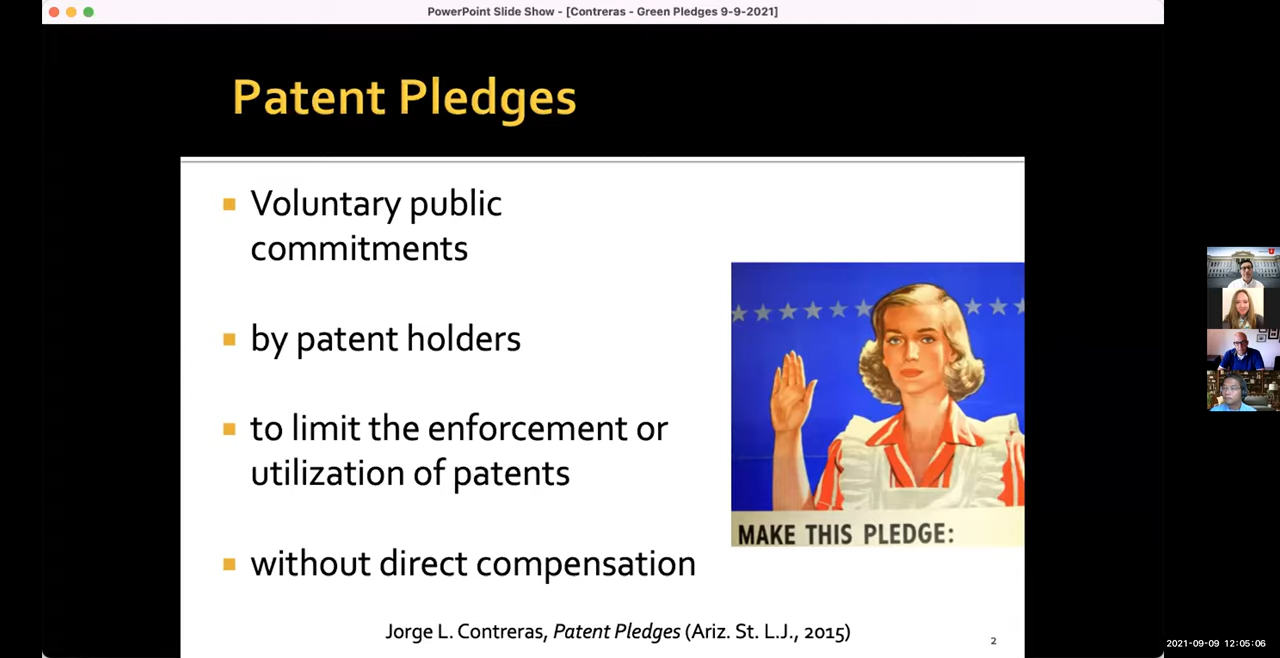 PowerPoint Slide Show - [Contreras - Green Pledges 9-9-2021]
Patent Pledges
Voluntary public
commitments
by patent holders
to limit the enforcement or
utilization of patents
without direct compensation
MAKE THIS PLEDGE:
Jorge L. Contreras, Patent Pledges (Ariz. St. L.J., 2015)
2
2021-09-09 12:05:06